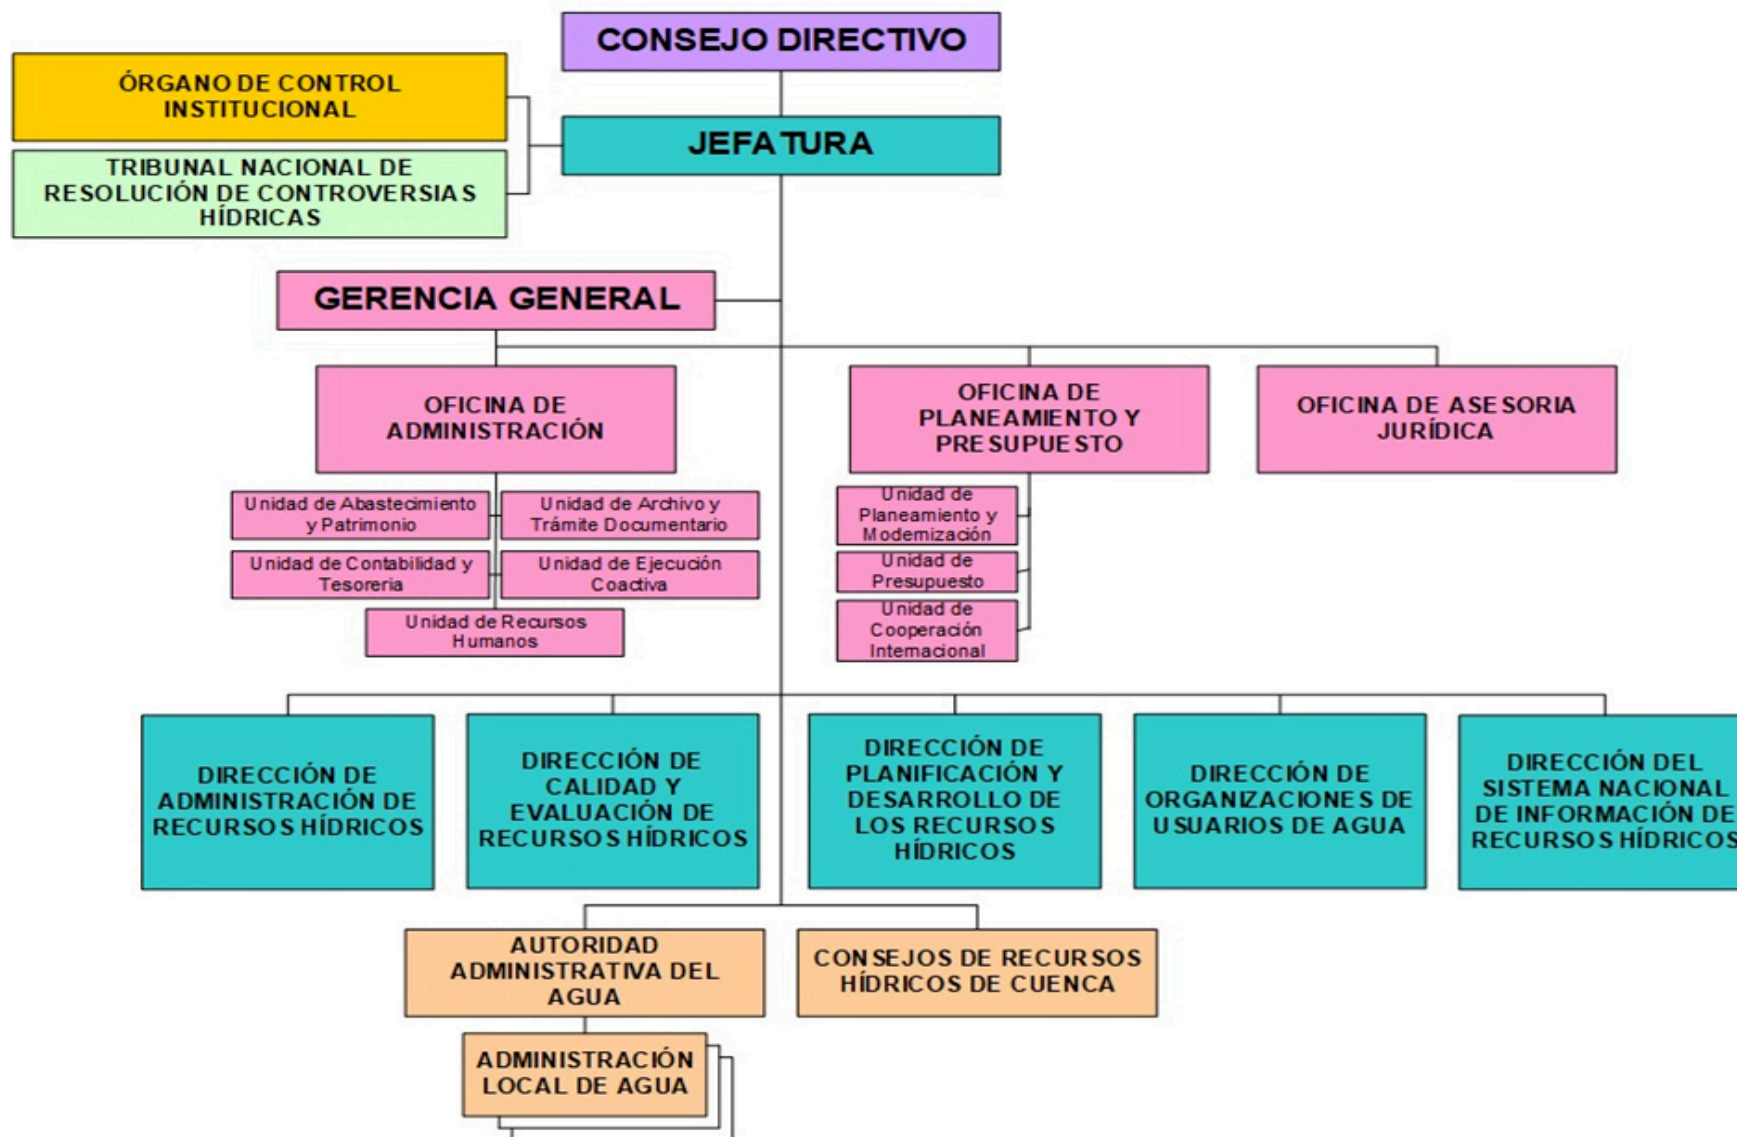 CONSEJO DIRECTIVO
ÓRGANO DE CONTROL
INSTITUCIONAL
JEFATURA
TRIBUNAL NACIONAL DE
RESOLUCIÓN DE CONTROVERSIAS
HÍDRICAS
GERENCIA GENERAL
OFICINA DE
ADMINISTRACIÓN
OFICINA DE
PLANEAMIENTO Y
PRESUPUESTO
OFICINA DE ASESORIA
JURÍDICA
Unidad de Abastecimiento
y Patrimonio
Unidad de Archivo y
Trámite Documentario
Unidad de Contabilidad y
Tesoreria
Unidad de Ejecución
Coactiva
Unidad de Recursos
Humanos
Unidad de
Planeamiento y
Modernización
Unidad de
Presupuesto
Unidad de
Cooperación
Internacional
DIRECCIÓN DE
ADMINISTRACIÓN DE
RECURSOS HÍDRICOS
DIRECCIÓN DE
CALIDAD Y
EVALUACIÓN DE
RECURSOS HÍDRICOS
DIRECCIÓN DE
PLANIFICACIÓN Y
DESARROLLO DE
LOS RECURSOS
HÍDRICOS
DIRECCIÓN DE
ORGANIZACIONES DE
USUARIOS DE AGUA
DIRECCIÓN DEL
SISTEMA NACIONAL
DE INFORMACIÓN DE
RECURSOS HÍDRICOS
AUTORIDAD
ADMINISTRATIVA DEL
AGUA
CONSEJOS DE RECURSOS
HÍDRICOS DE CUENCA
ADMINISTRACIÓN
LOCAL DE AGUA